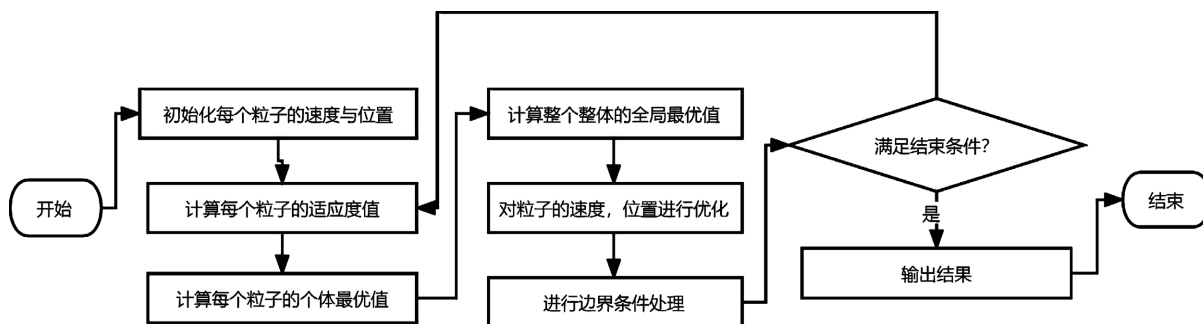 开始
初始化每个粒子的速度与位置
计算每个粒子的适应度值
计算每个粒子的个体最优值
计算整个整体的全局最优值
对粒子的速度，位置进行优化
进行边界条件处理
满足结束条件？
是
输出结果
结束